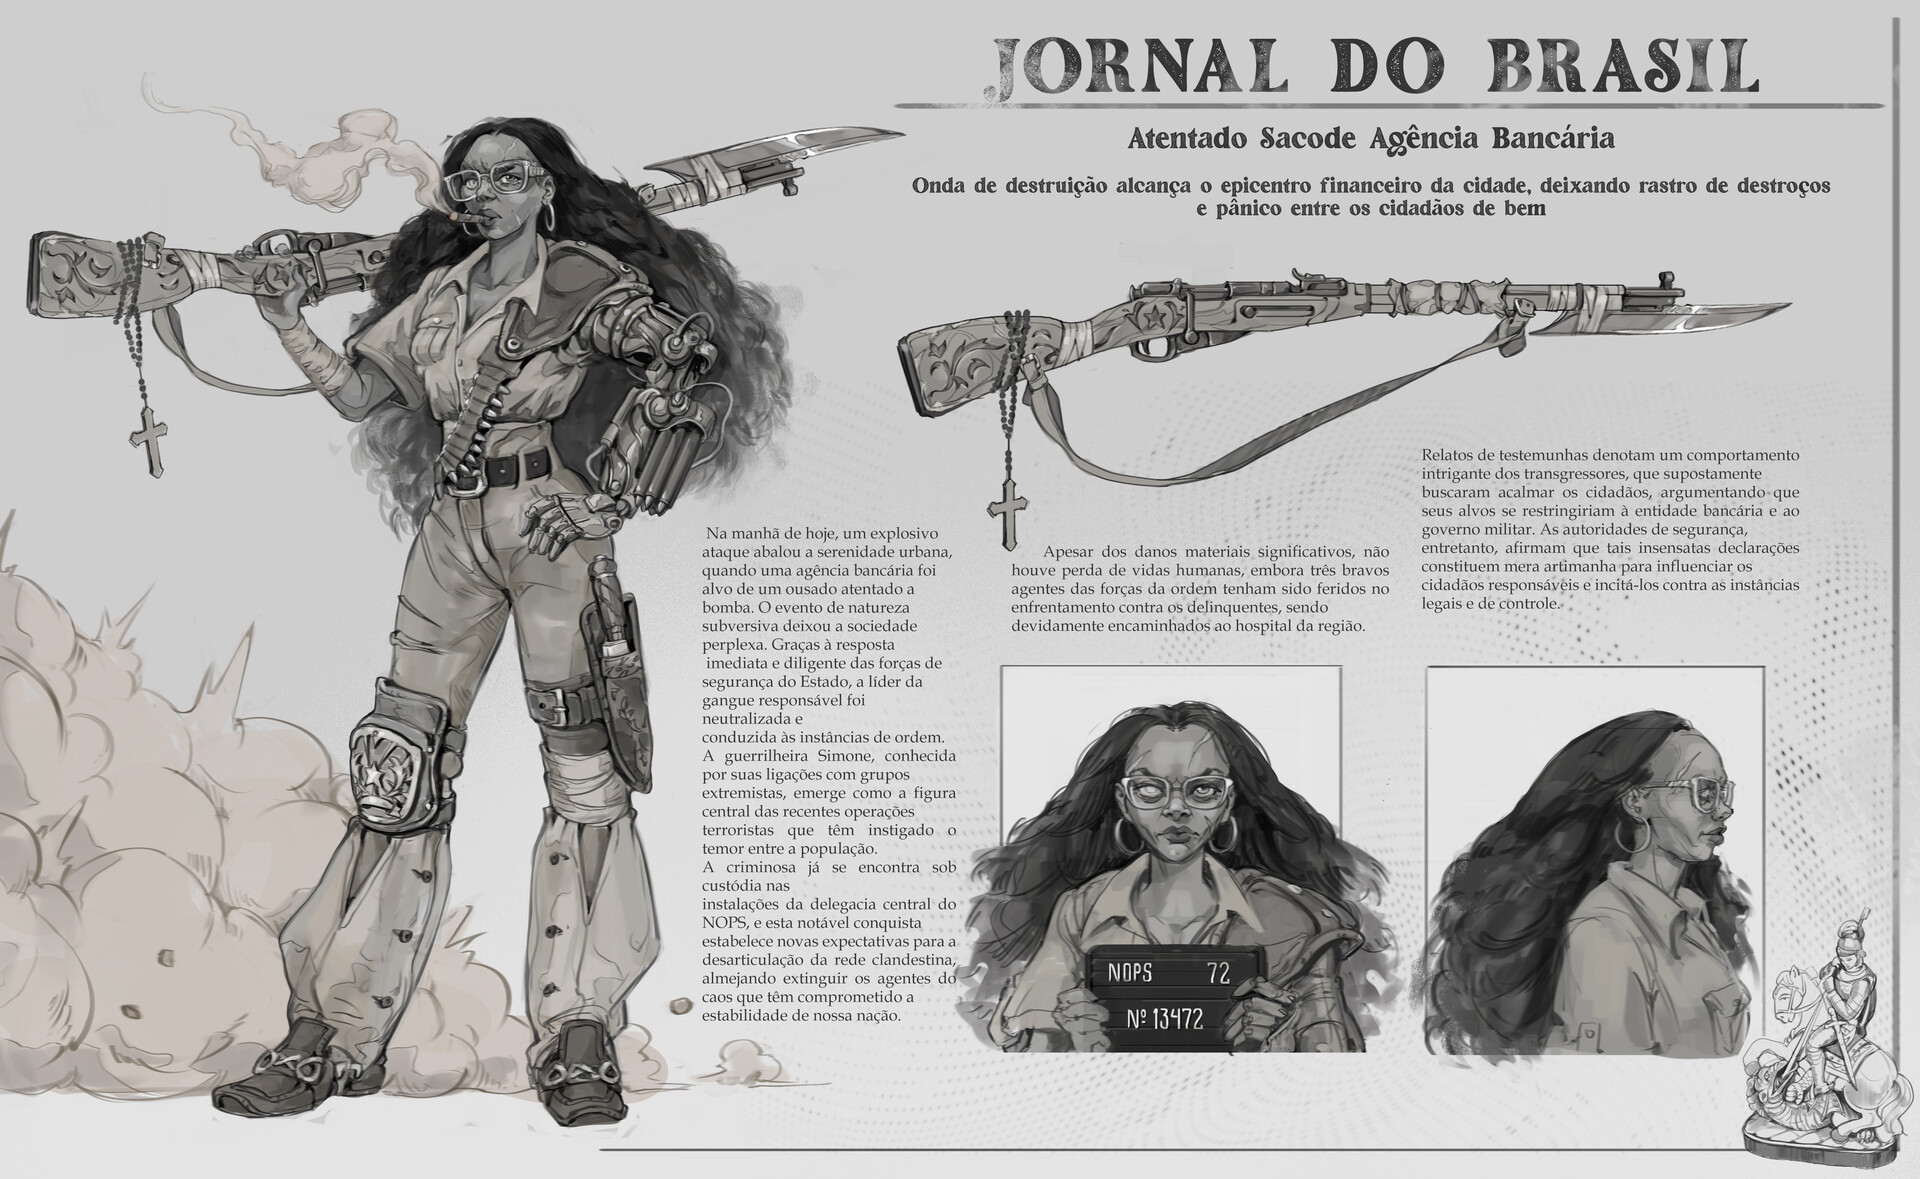 JORNAL DO BRASIL
Atentado Sacode Agência Bancária
Onda de destruição alcança o epicentro financeiro da cidade, deixando rastro de destroços
e pânico entre os cidadãos de bem
Na manhã de hoje, um explosivo
ataque abalou a serenidade urbana,
quando uma agência bancária foi
alvo de um ousado atentado a
bomba. O evento de natureza
subversiva deixou a sociedade
perplexa. Graças à resposta
imediata e diligente das forças de
segurança do Estado, a líder da
gangue responsável foi
neutralizada e
conduzida às instâncias de ordem.
A guerrilheira Simone, conhecida
por suas ligações com grupos
extremistas, emerge como a figura
central das recentes operações
terroristas que têm instigado o
temor entre a população.
A criminosa já se encontra sob
custódia nas
instalações da delegacia central do
NOPS, e esta notável conquista
estabelece novas expectativas para a
desarticulação da rede clandestina,
almejando extinguir os agentes do
caos que têm comprometido a
estabilidade de nossa nação.
Apesar dos danos materiais significativos, não
houve perda de vidas humanas, embora três bravos
agentes das forças da ordem tenham sido feridos no
enfrentamento contra os delinquentes, sendo
devidamente encaminhados ao hospital da região.
Relatos de testemunhas denotam um comportamento
intrigante dos transgressores, que supostamente
buscaram acalmar os cidadãos, argumentando que
seus alvos se restringiriam à entidade bancária e ao
governo militar. As autoridades de segurança,
entretanto, afirmam que tais insensatas declarações
constituem mera artimanha para influenciar os
cidadãos responsáveis e incitá-los contra as instâncias
legais e de controle.
NOPS 72
Nº 13472